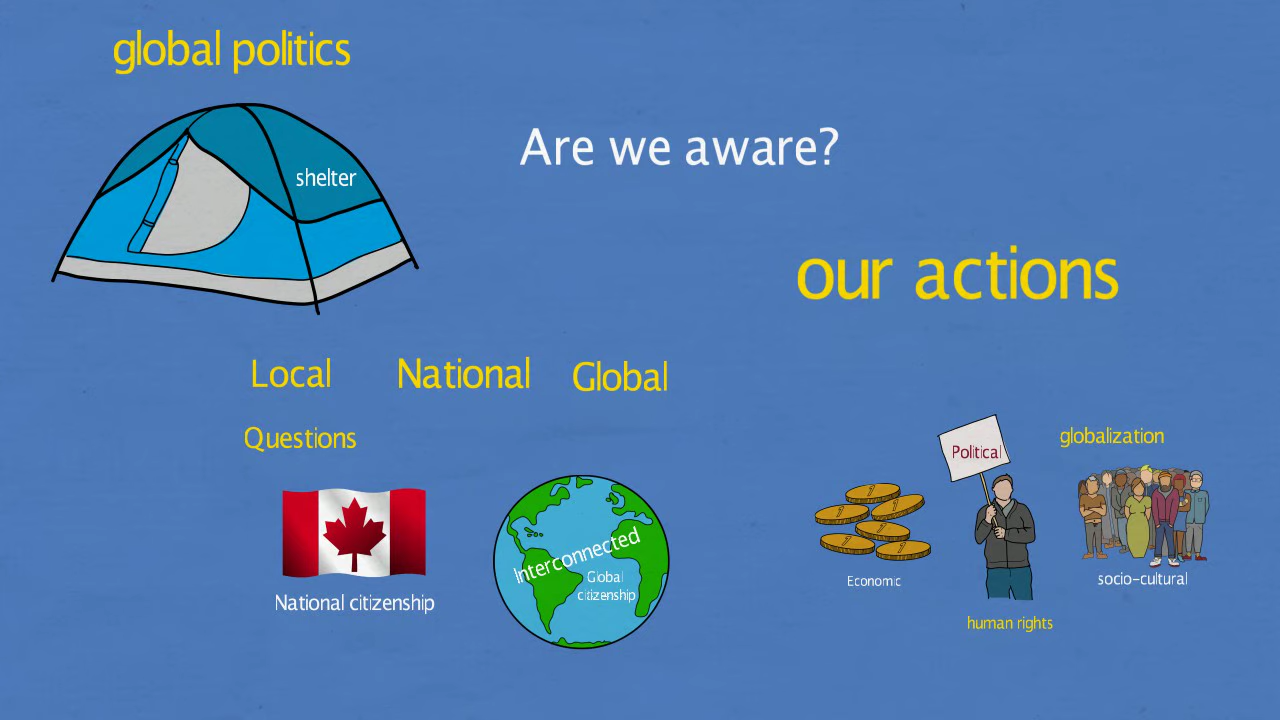 global politics
Are we aware?
shelter
our actions
Local
National
Global
Questions
globalization
Political
Interconnected
Global
citizenship
Economic
socio-cultural
National citizenship
human rights